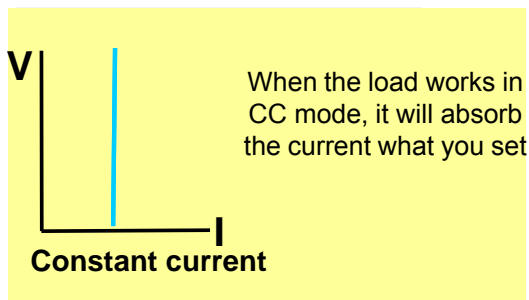 V
When the load works in
CC mode, it will absorb
the current what you set
I
Constant current